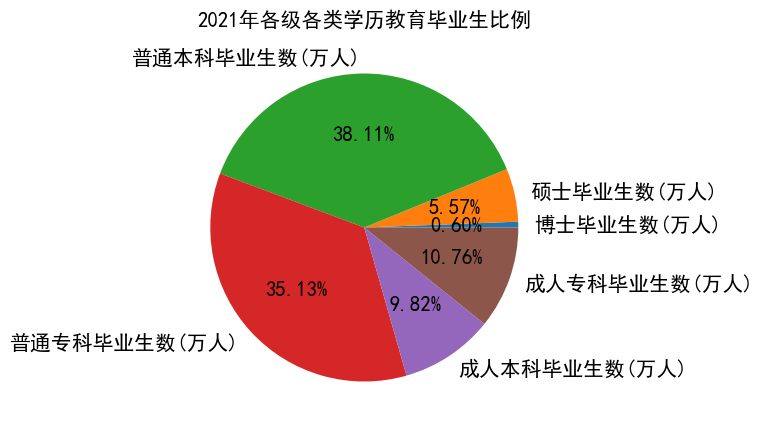 2021年各级各类学历教育毕业生比例
普通本科毕业生数(万人)
38.11%
硕士毕业生数(万人)
5.57%
博士毕业生数(万人)
0.60%
10.76%
成人专科毕业生数(万人)
35.13%
9.82%
普通专科毕业生数(万人)
成人本科毕业生数(万人)